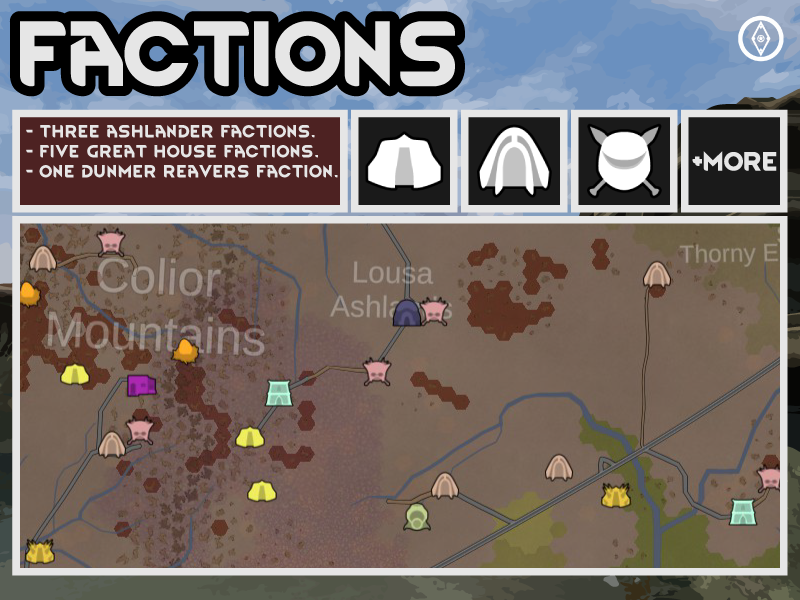 FACTIONS
- THREE ASHLANDER FACTIONS.
- FIVE GREAT HOUSE FACTIONS.
- ONE DUNMER REAVERS FACTION.
+MORE
Colior
Mountains
Lousa
Ashlands
Thorny E